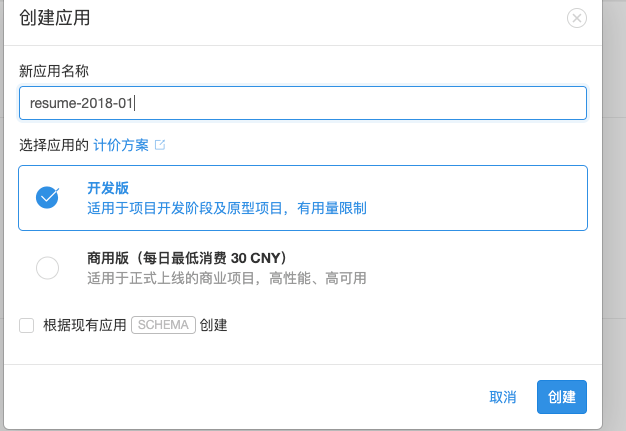 创建应用
新应用名称
resume-2018-01
选择应用的 计价方案
开发版
适用于项目开发阶段及原型项目，有用量限制
商用版（每日最低消费 30 CNY）
适用于正式上线的商业项目，高性能、高可用
根据现有应用 SCHEMA 创建
取消 创建